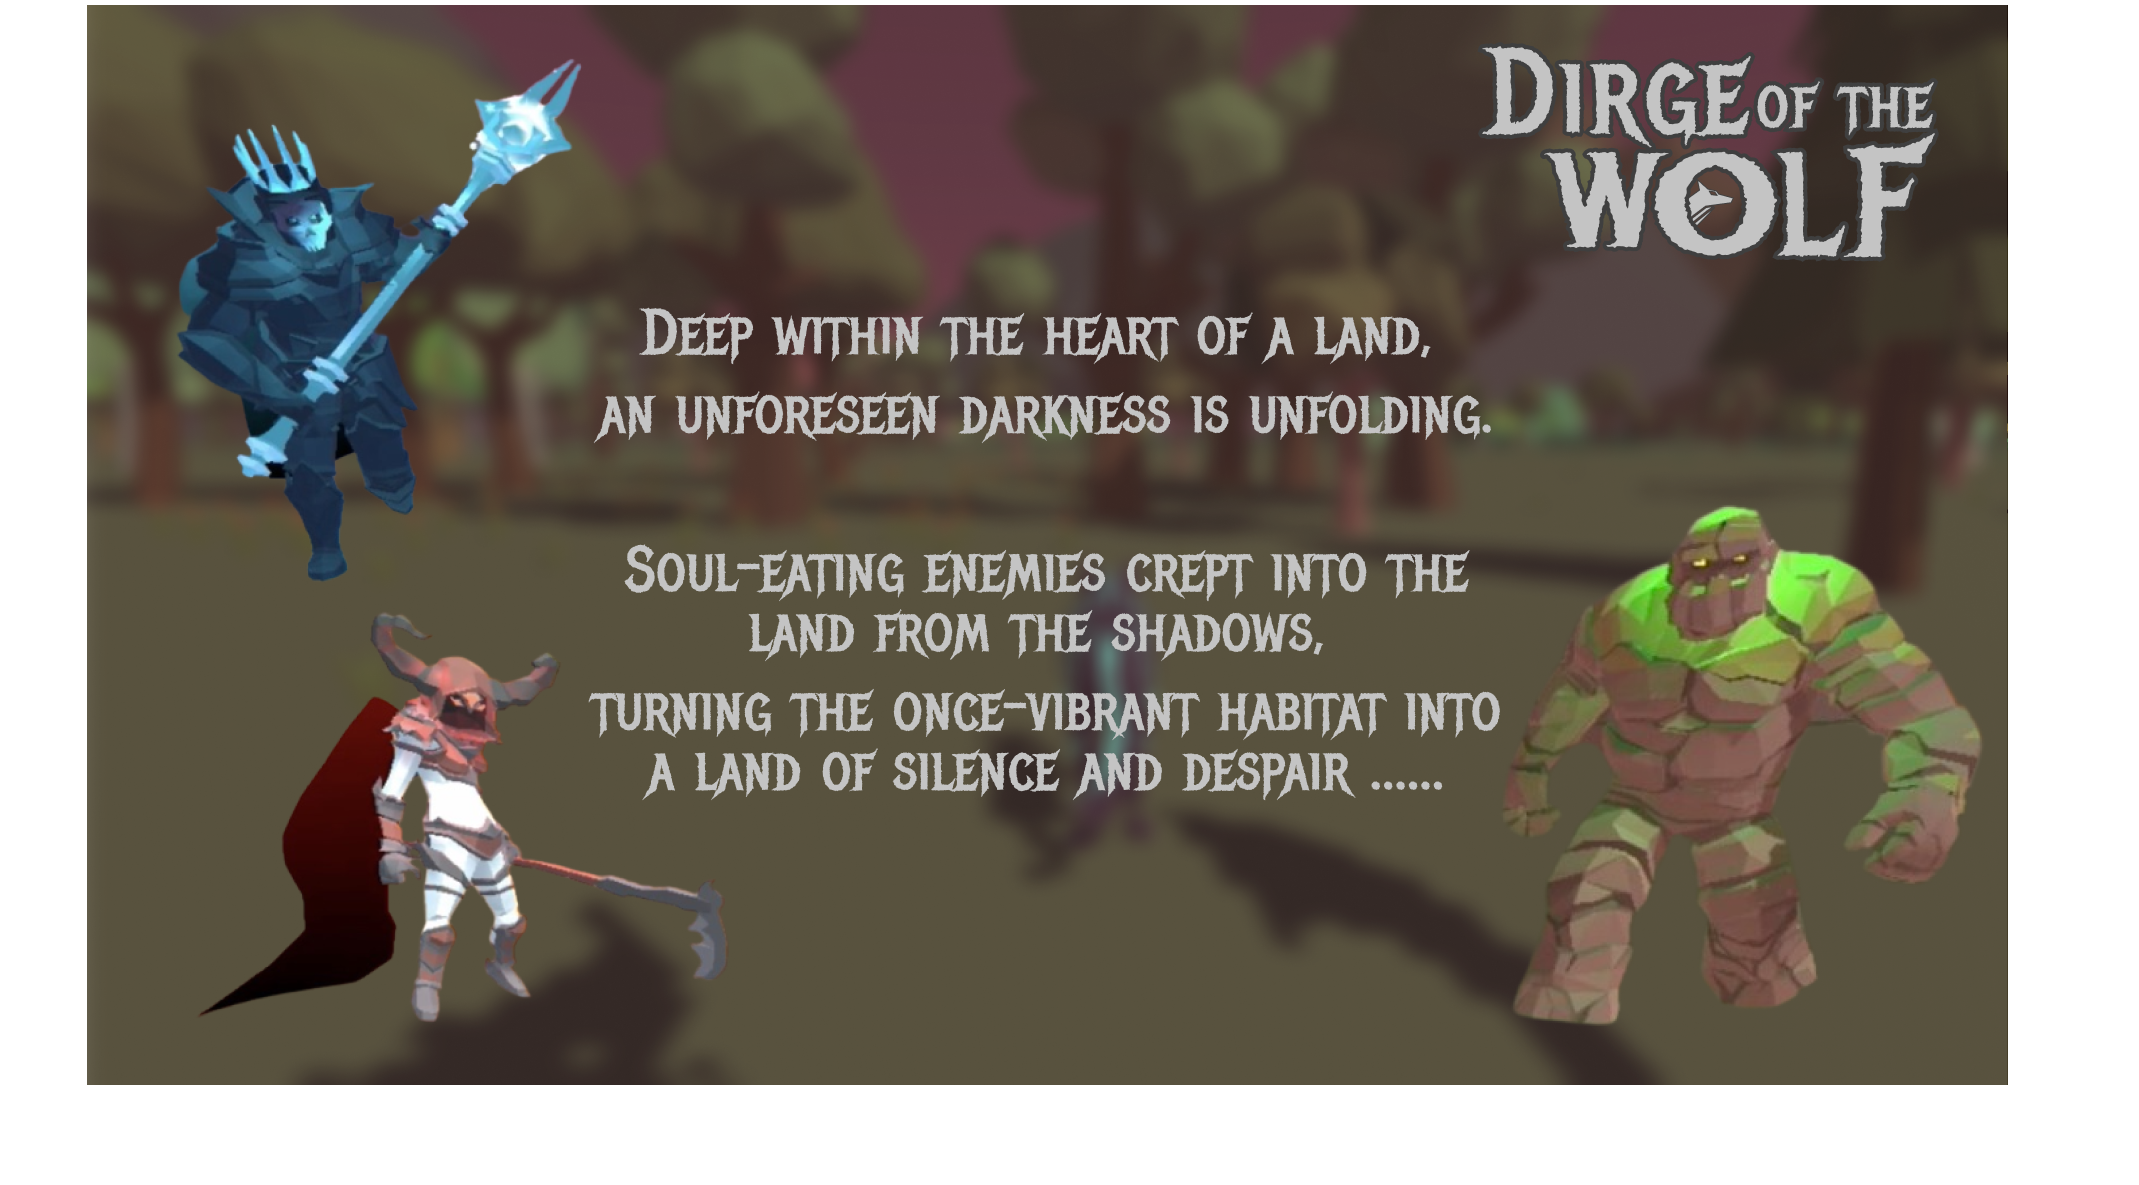 Dirge of the
Wolf
Deep within the heart of a land,
an unforeseen darkness is unfolding.
Soul-eating enemies crept into the
land from the shadows,
turning the once-vibrant habitat into
a land of silence and despair ......